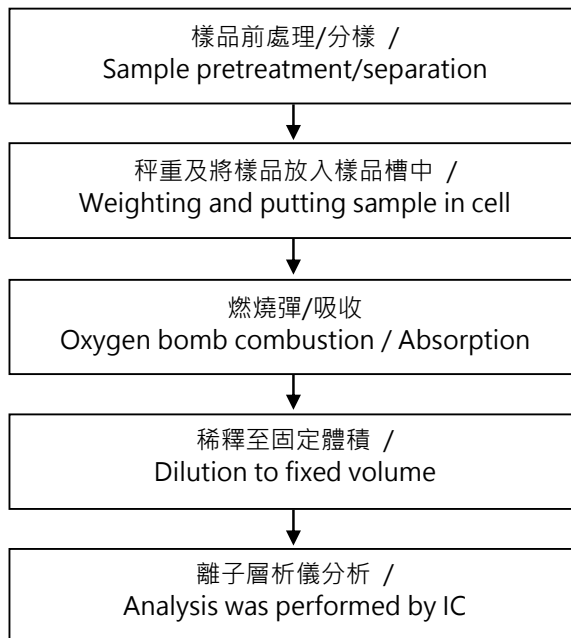 樣品前處理/分樣 /
Sample pretreatment/separation
秤重及將樣品放入樣品槽中 /
Weighting and putting sample in cell
燃燒彈/吸收
Oxygen bomb combustion / Absorption
稀釋至固定體積 /
Dilution to fixed volume
離子層析儀分析 /
Analysis was performed by IC